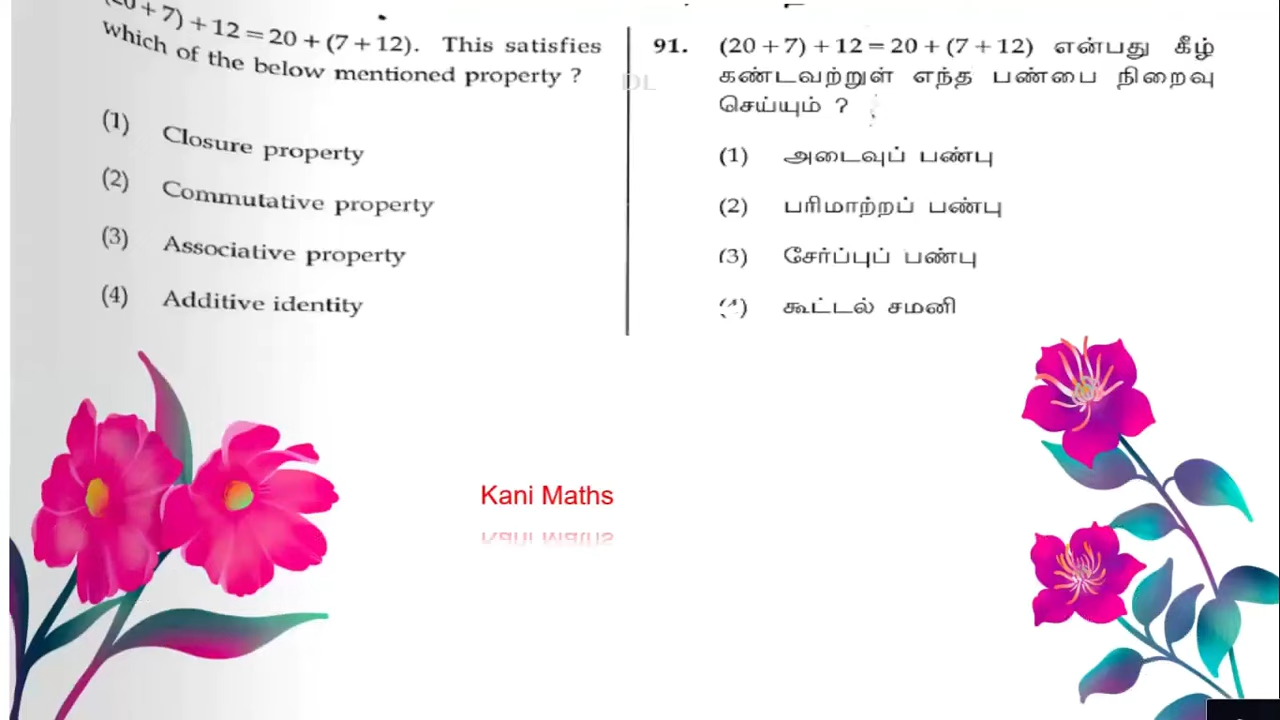 + 7) + 12 = 20 + (7 + 12). This satisfies
which of the below mentioned property ?
(1) Closure property
(2) Commutative property
(3) Associative property
(4) Additive identity
91. (20 + 7) + 12 = 20 + (7 + 12) என்பது கீழ்
கண்டவற்றுள் எந்த பண்பை நிறைவு
செய்யும் ?
(1) அடைவுப் பண்பு
(2) பரிமாற்றப் பண்பு
(3) சேர்ப்புப் பண்பு
(4) கூட்டல் சமனி
DL
Kani Maths